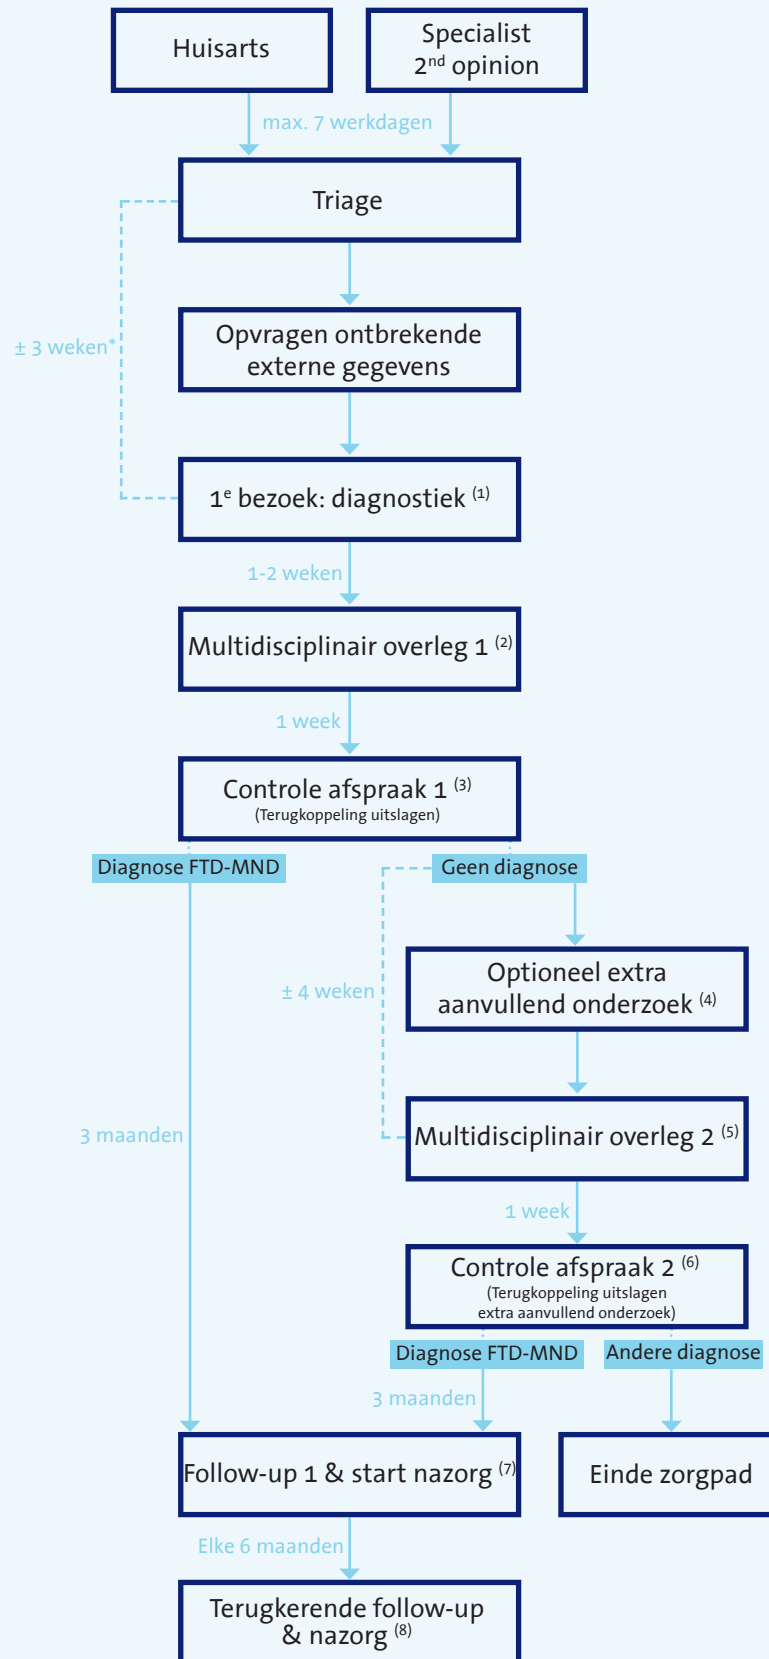 Huisarts
Specialist
2nd opinion
max. 7 werkdagen
Triage
± 3 weken*
Opvragen ontbrekende
externe gegevens
1e bezoek: diagnostiek (1)
1-2 weken
Multidisciplinair overleg 1 (2)
1 week
Controle afspraak 1 (3)
(Terugkoppeling uitslagen)
Diagnose FTD-MND
Geen diagnose
± 4 weken
Optioneel extra
aanvullend onderzoek (4)
3 maanden
Multidisciplinair overleg 2 (5)
1 week
Controle afspraak 2 (6)
(Terugkoppeling uitslagen
extra aanvullend onderzoek)
Diagnose FTD-MND
Andere diagnose
3 maanden
Follow-up 1 & start nazorg (7)
Einde zorgpad
Elke 6 maanden
Terugkerende follow-up
& nazorg (8)